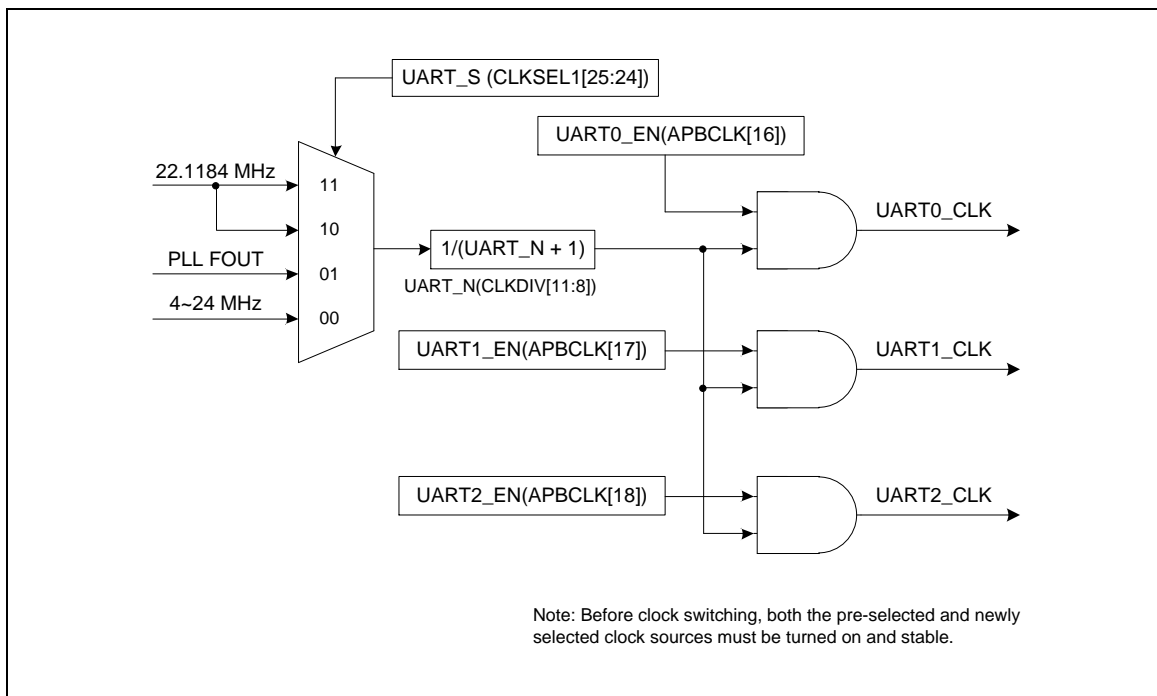 UART_S (CLKSEL1[25:24])
UART0_EN(APBCLK[16])
22.1184 MHz
11
10
PLL FOUT
01
4~24 MHz
00
1/(UART_N + 1)
UART_N(CLKDIV[11:8])
UART0_CLK
UART1_EN(APBCLK[17])
UART1_CLK
UART2_EN(APBCLK[18])
UART2_CLK
Note: Before clock switching, both the pre-selected and newly
selected clock sources must be turned on and stable.